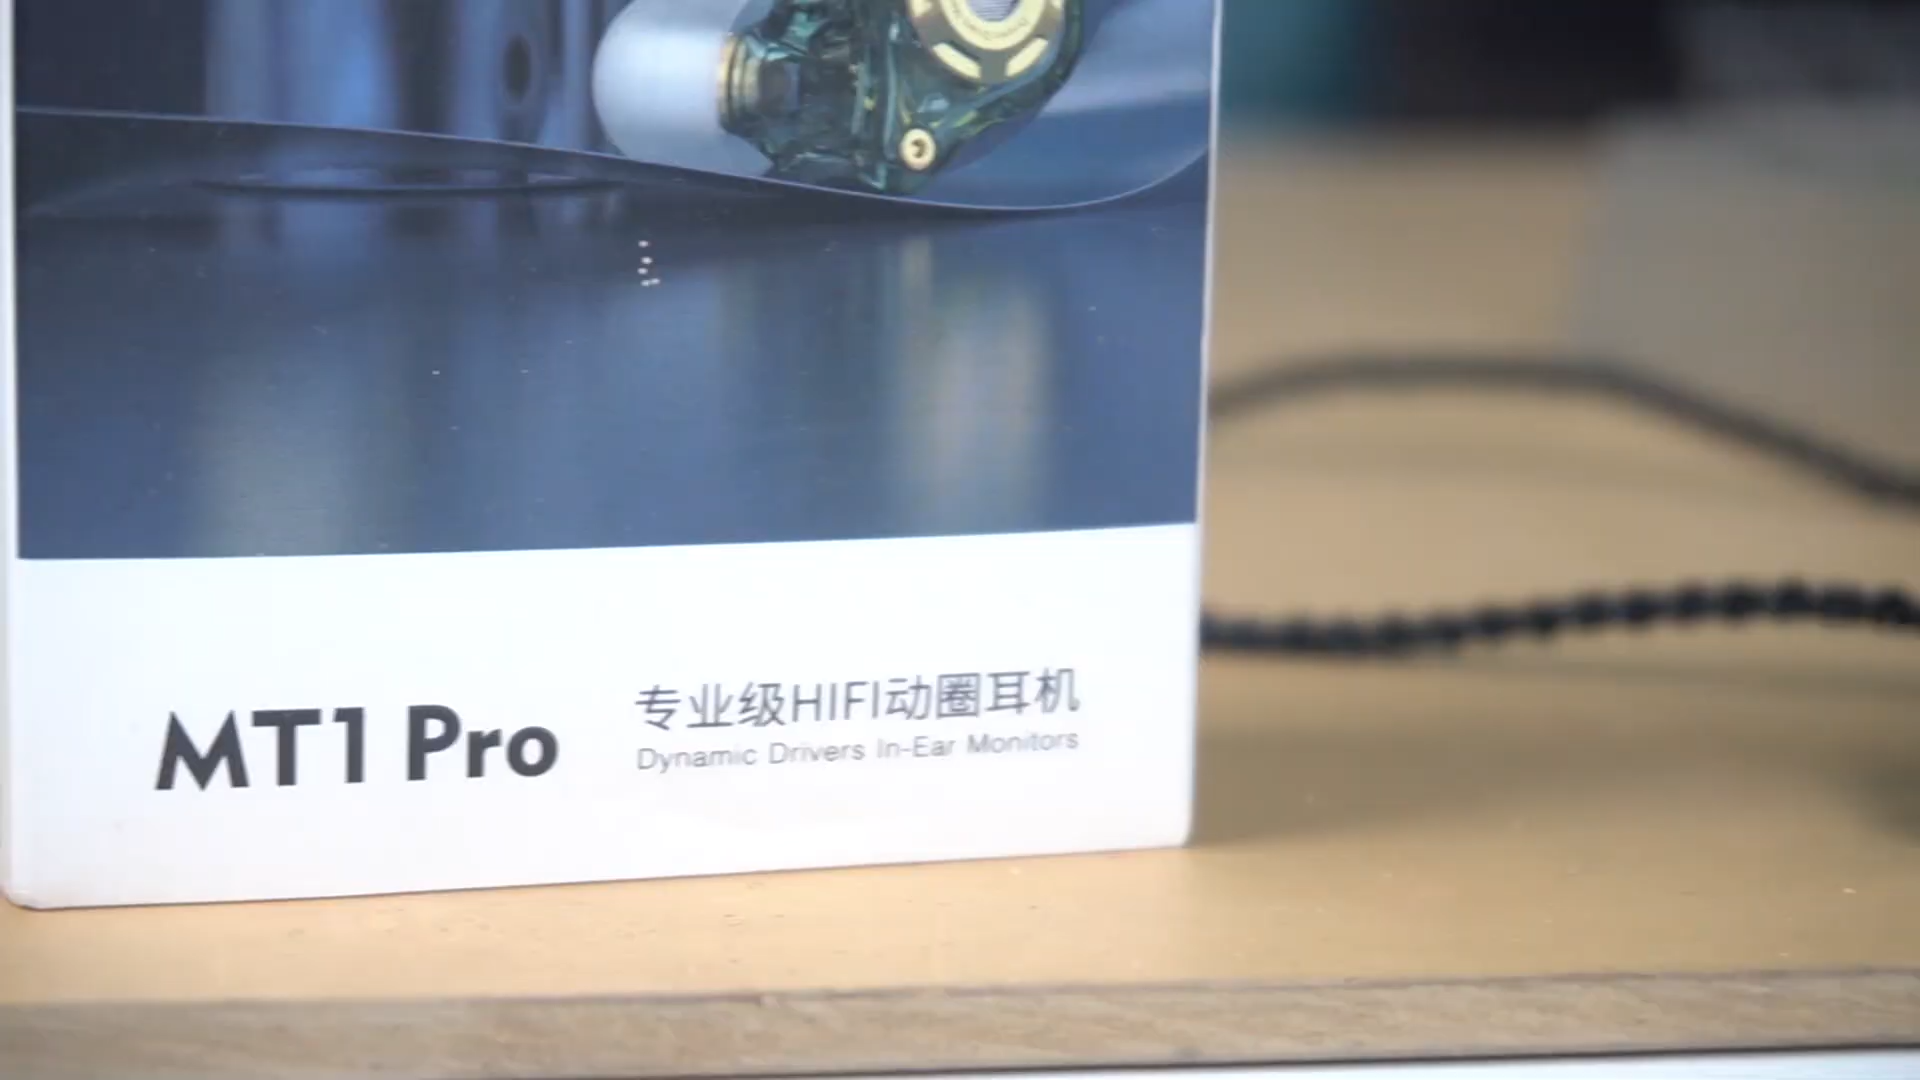 MT1 Pro
专业级HIFI动圈耳机
Dynamic Drivers In-Ear Monitors